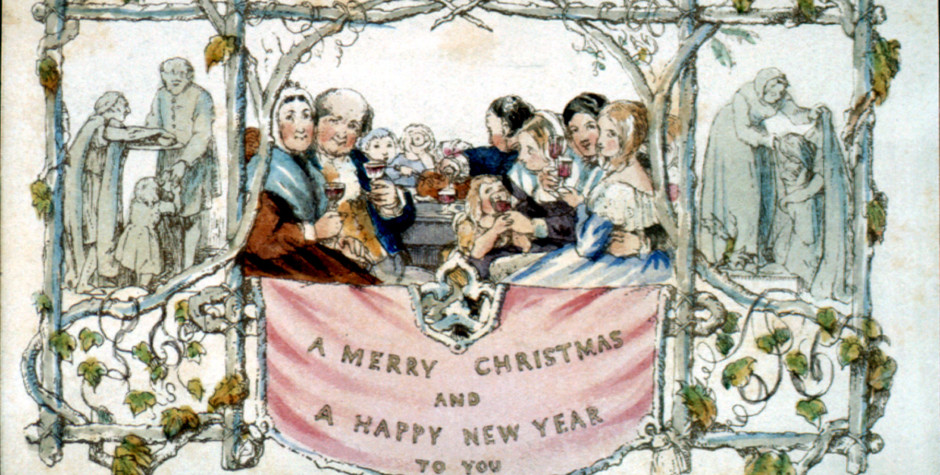 A MERRY CHRISTMAS
AND
A HAPPY NEW YEAR
TO YOU